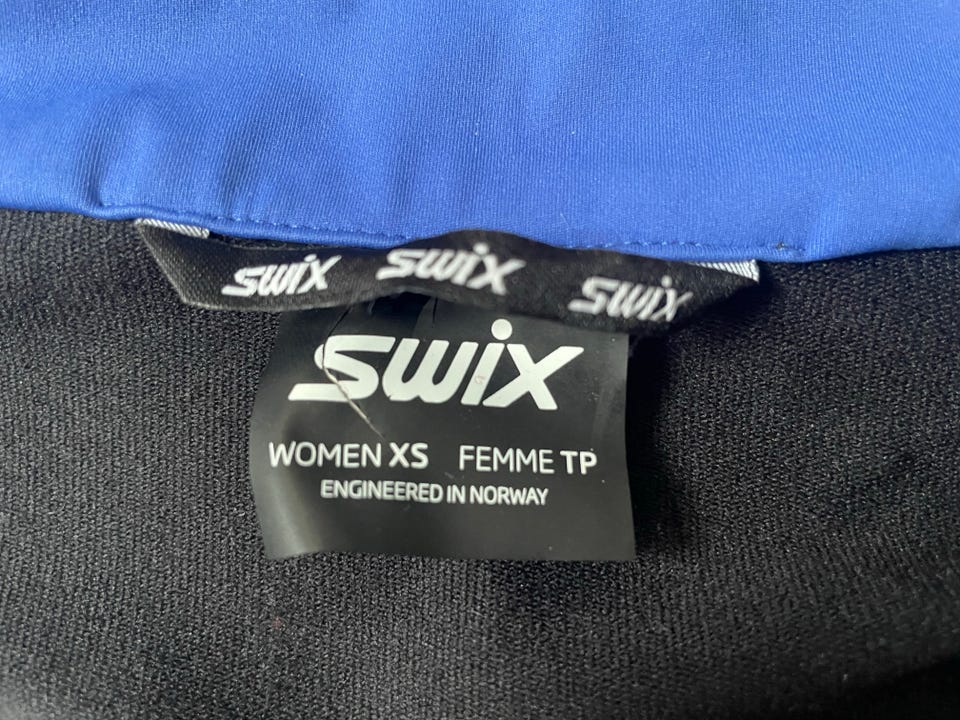 swix swix swix
swix
WOMEN XS FEMME TP
ENGINEERED IN NORWAY